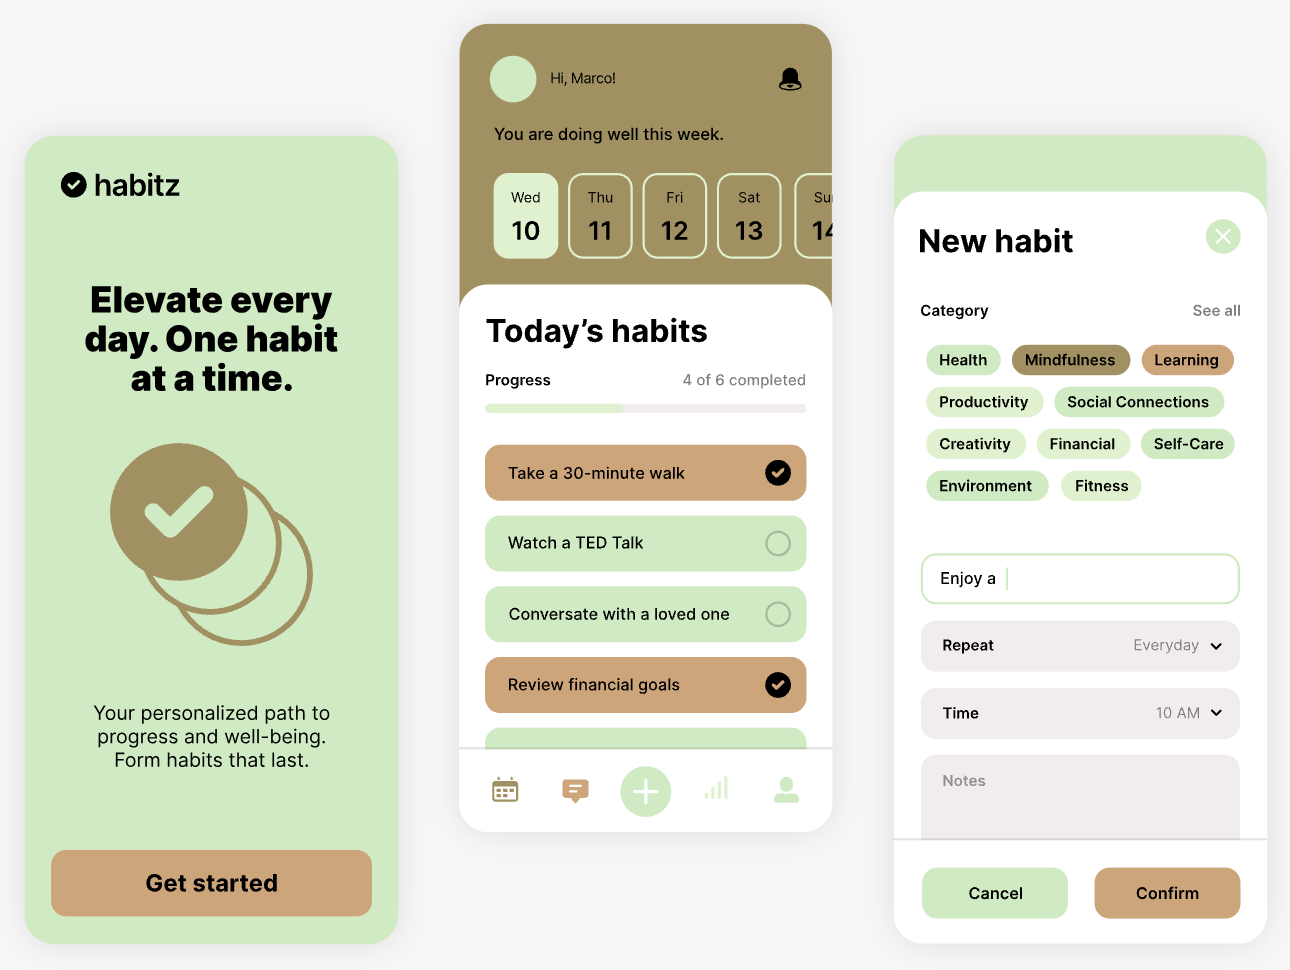 habitz
Elevate every
day. One habit
at a time.
Your personalized path to
progress and well-being.
Form habits that last.
Get started
Hi, Marco!
You are doing well this week.
Wed Thu Fri Sat
10 11 12 13 14
Today’s habits
Progress 4 of 6 completed
Take a 30-minute walk
Watch a TED Talk
Conversate with a loved one
Review financial goals
New habit
Category See all
Health Mindfulness Learning
Productivity Social Connections
Creativity Financial Self-Care
Environment Fitness
Enjoy a
Repeat Everyday
Time 10 AM
Notes
Cancel Confirm